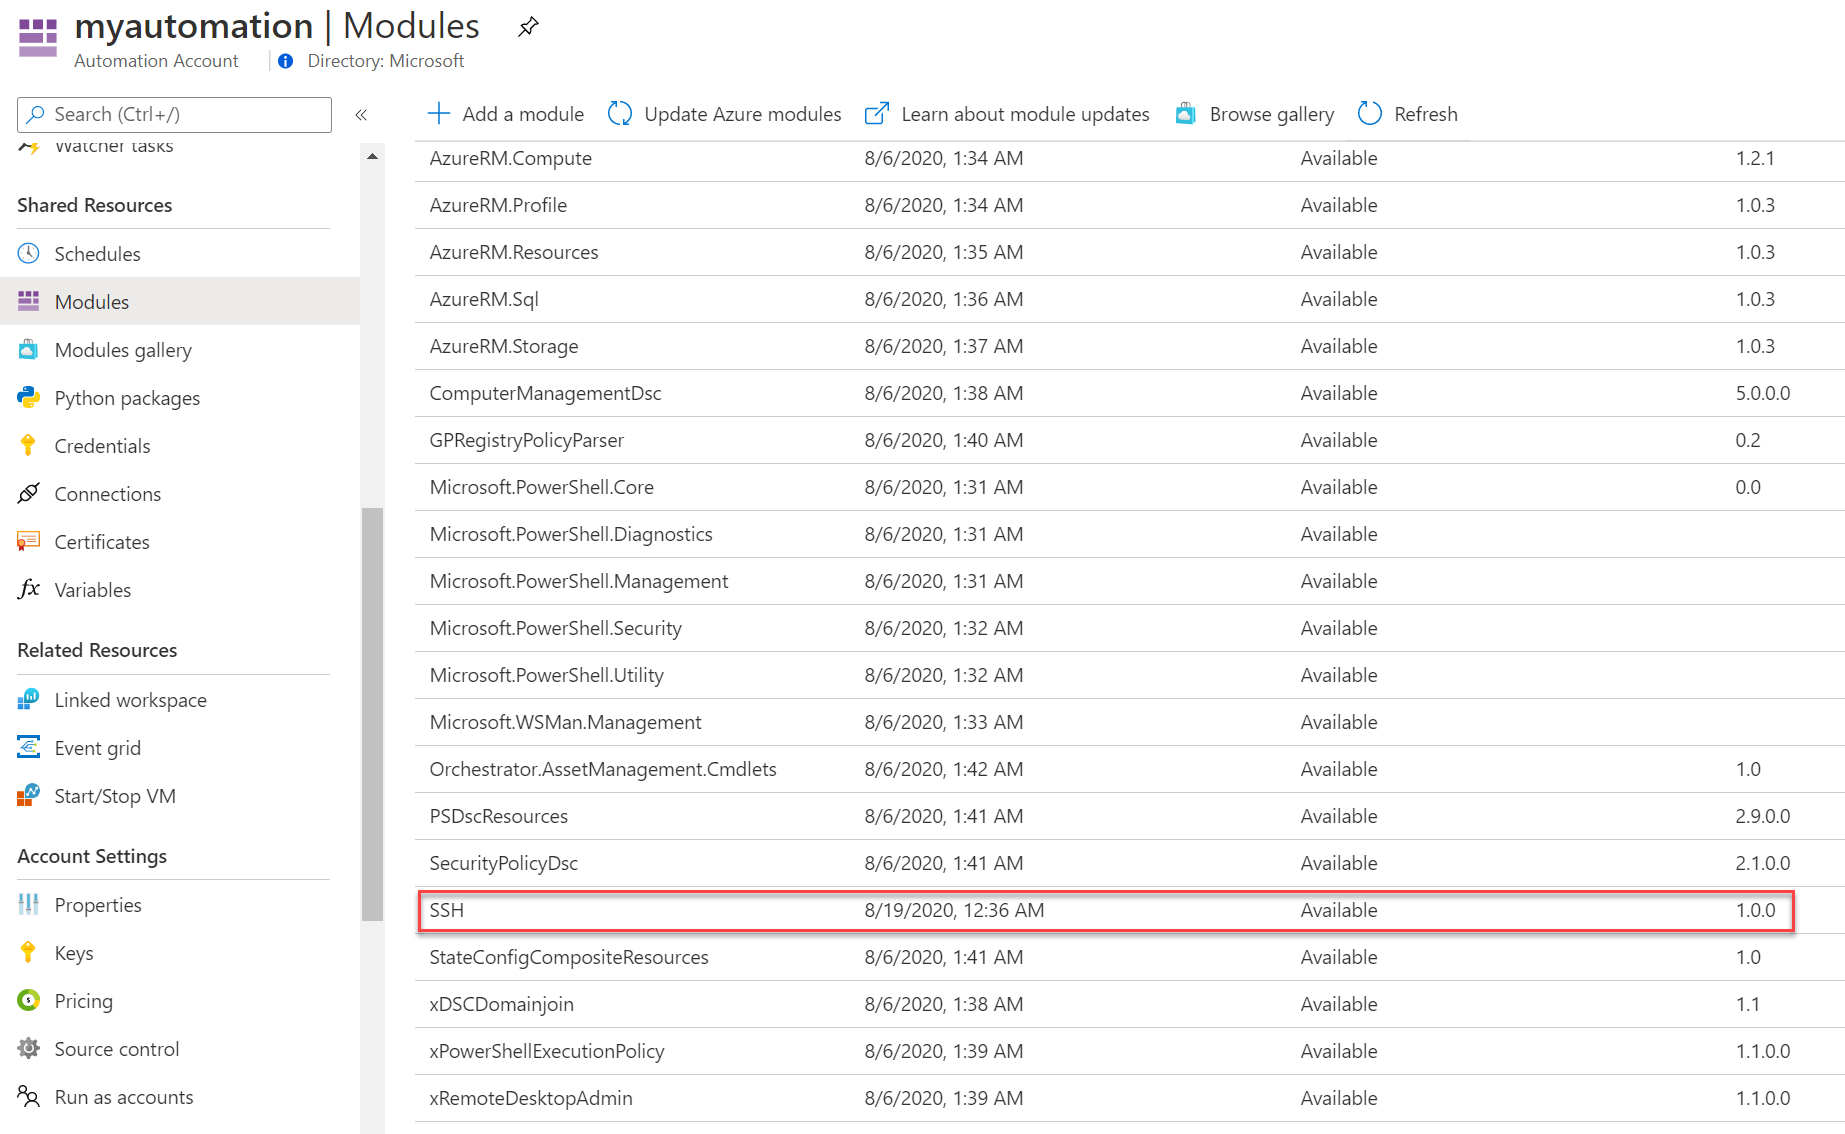 myautomation | Modules
Automation Account
Directory: Microsoft
Search (Ctrl+/)
«
Watcher tasks
Shared Resources
Schedules
Modules
Modules gallery
Python packages
Credentials
Connections
Certificates
Variables
Related Resources
Linked workspace
Event grid
Start/Stop VM
Account Settings
Properties
Keys
Pricing
Source control
Run as accounts
Add a module Update Azure modules Learn about module updates Browse gallery Refresh
AzureRM.Compute 8/6/2020, 1:34 AM Available 1.2.1
AzureRM.Profile 8/6/2020, 1:34 AM Available 1.0.3
AzureRM.Resources 8/6/2020, 1:35 AM Available 1.0.3
AzureRM.Sql 8/6/2020, 1:36 AM Available 1.0.3
AzureRM.Storage 8/6/2020, 1:37 AM Available 1.0.3
ComputerManagementDsc 8/6/2020, 1:38 AM Available 5.0.0.0
GPRegistryPolicyParser 8/6/2020, 1:40 AM Available 0.2
Microsoft.PowerShell.Core 8/6/2020, 1:31 AM Available 0.0
Microsoft.PowerShell.Diagnostics 8/6/2020, 1:31 AM Available
Microsoft.PowerShell.Management 8/6/2020, 1:31 AM Available
Microsoft.PowerShell.Security 8/6/2020, 1:32 AM Available
Microsoft.PowerShell.Utility 8/6/2020, 1:32 AM Available
Microsoft.WSMan.Management 8/6/2020, 1:33 AM Available
Orchestrator.AssetManagement.Cmdlets 8/6/2020, 1:42 AM Available 1.0
PSDscResources 8/6/2020, 1:41 AM Available 2.9.0.0
SecurityPolicyDsc 8/6/2020, 1:41 AM Available 2.1.0.0
SSH 8/19/2020, 12:36 AM Available 1.0.0
StateConfigCompositeResources 8/6/2020, 1:41 AM Available 1.0
xDSCDomainjoin 8/6/2020, 1:38 AM Available 1.1
xPowerShellExecutionPolicy 8/6/2020, 1:39 AM Available 1.1.0.0
xRemoteDesktopAdmin 8/6/2020, 1:39 AM Available 1.1.0.0